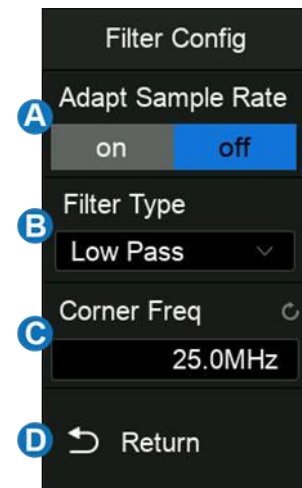 Filter Config
A Adapt Sample Rate
on off
B Filter Type
Low Pass
C Corner Freq
25.0MHz
D Return